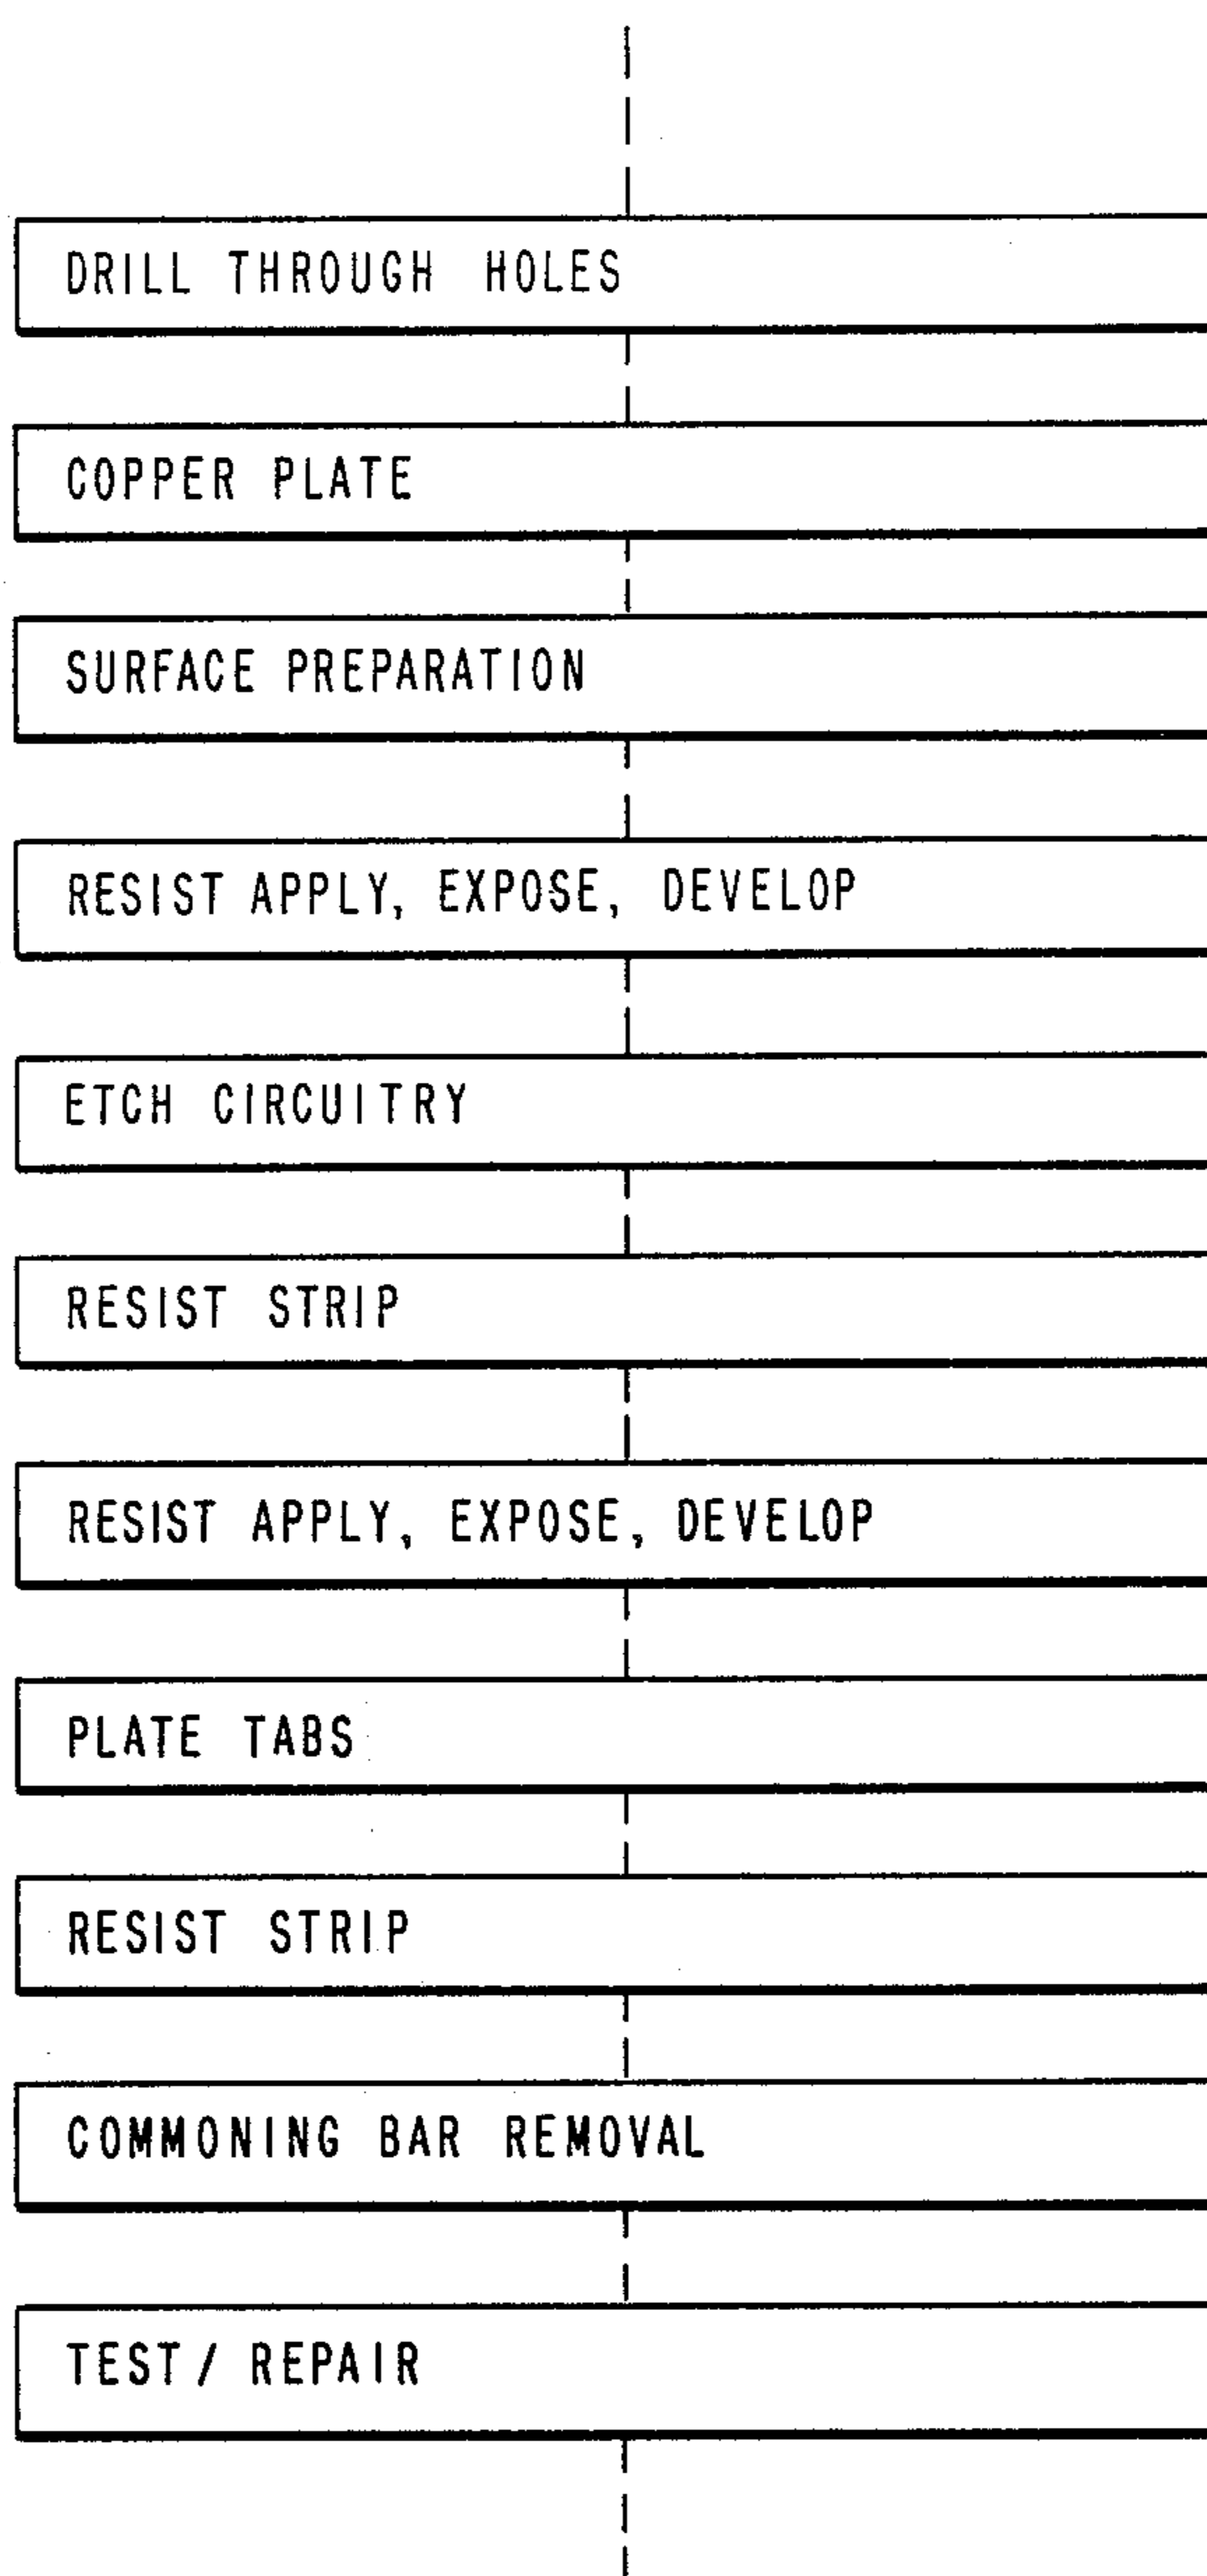 DRILL THROUGH HOLES
COPPER PLATE
SURFACE PREPARATION
RESIST APPLY, EXPOSE, DEVELOP
ETCH CIRCUITRY
RESIST STRIP
RESIST APPLY, EXPOSE, DEVELOP
PLATE TABS
RESIST STRIP
COMMONING BAR REMOVAL
TEST / REPAIR